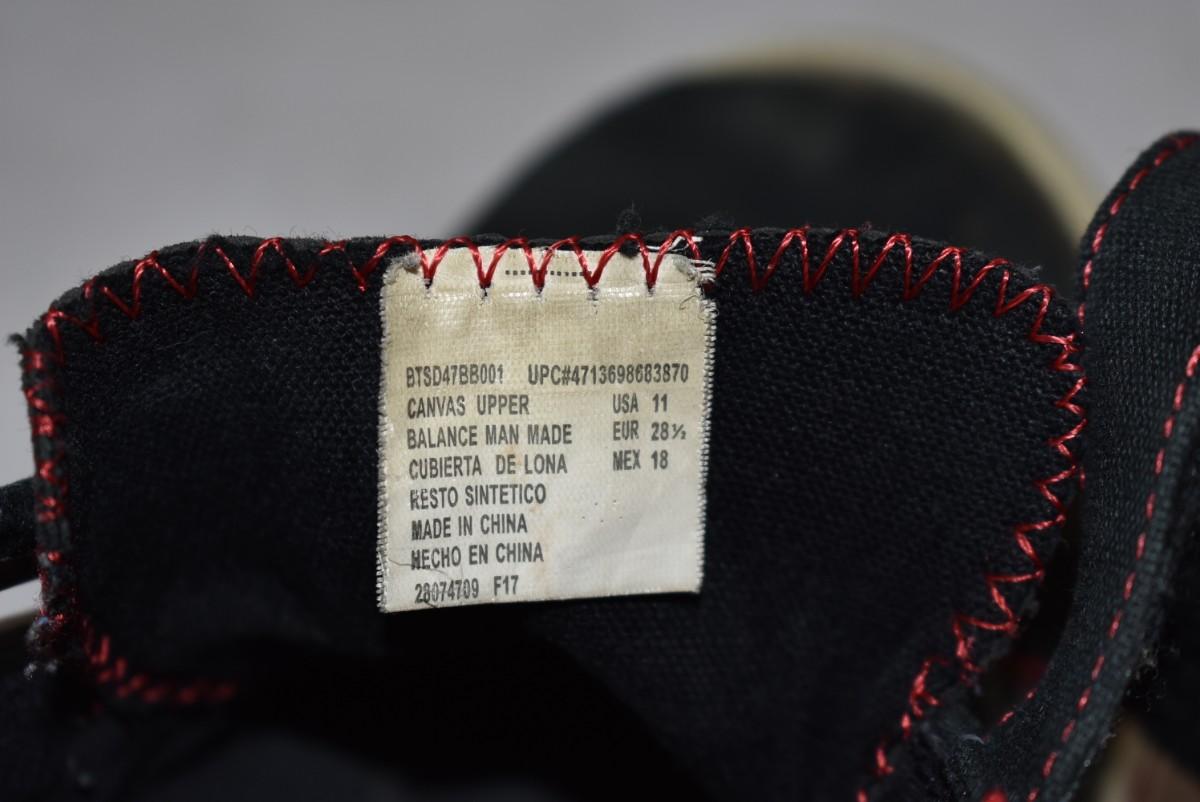 BTSD47BB001 UPC#4713698683870
CANVAS UPPER USA 11
BALANCE MAN MADE EUR 28½
CUBIERTA DE LONA MEX 18
RESTO SINTETICO
MADE IN CHINA
HECHO EN CHINA
28074709 F17